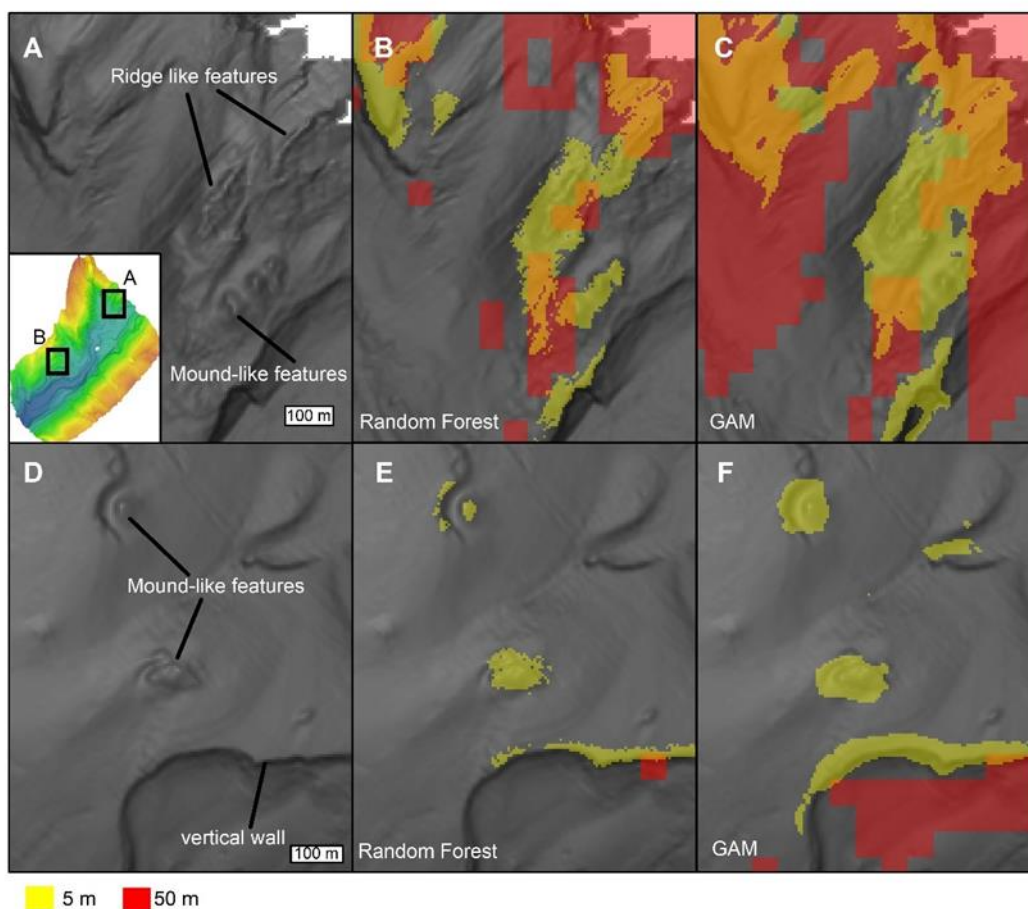 A
Ridge like features
B
C
A
B
Mound-like features
100 m
Random Forest
GAM
D
Mound-like features
vertical wall
100 m
E
Random Forest
F
GAM
5 m
50 m